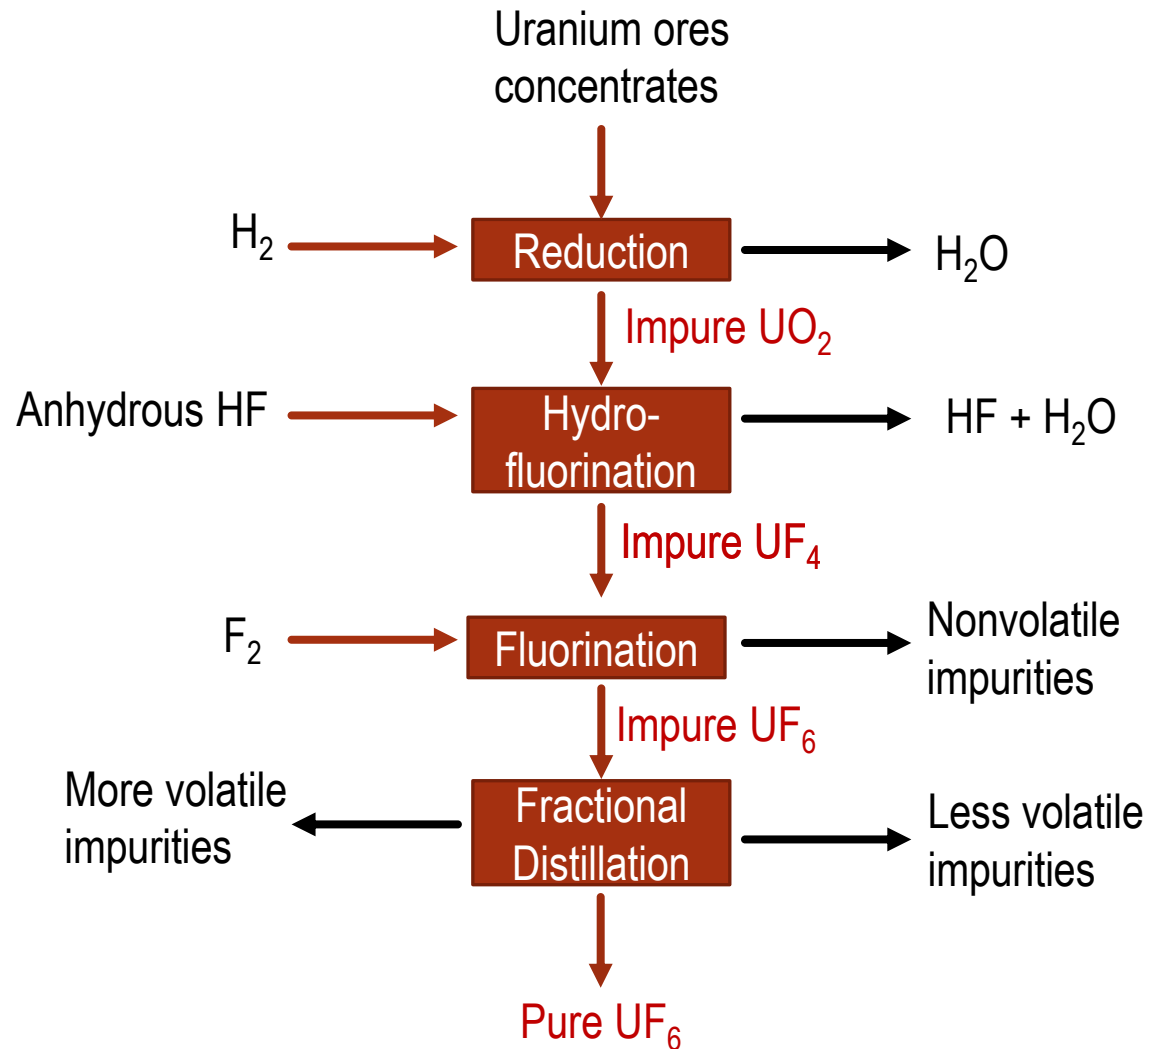 Uranium ores
concentrates
H₂
Reduction
H₂O
Impure UO₂
Anhydrous HF
Hydro-
fluorination
HF + H₂O
Impure UF₄
F₂
Fluorination
Nonvolatile
impurities
Impure UF₆
More volatile
impurities
Fractional
Distillation
Less volatile
impurities
Pure UF₆